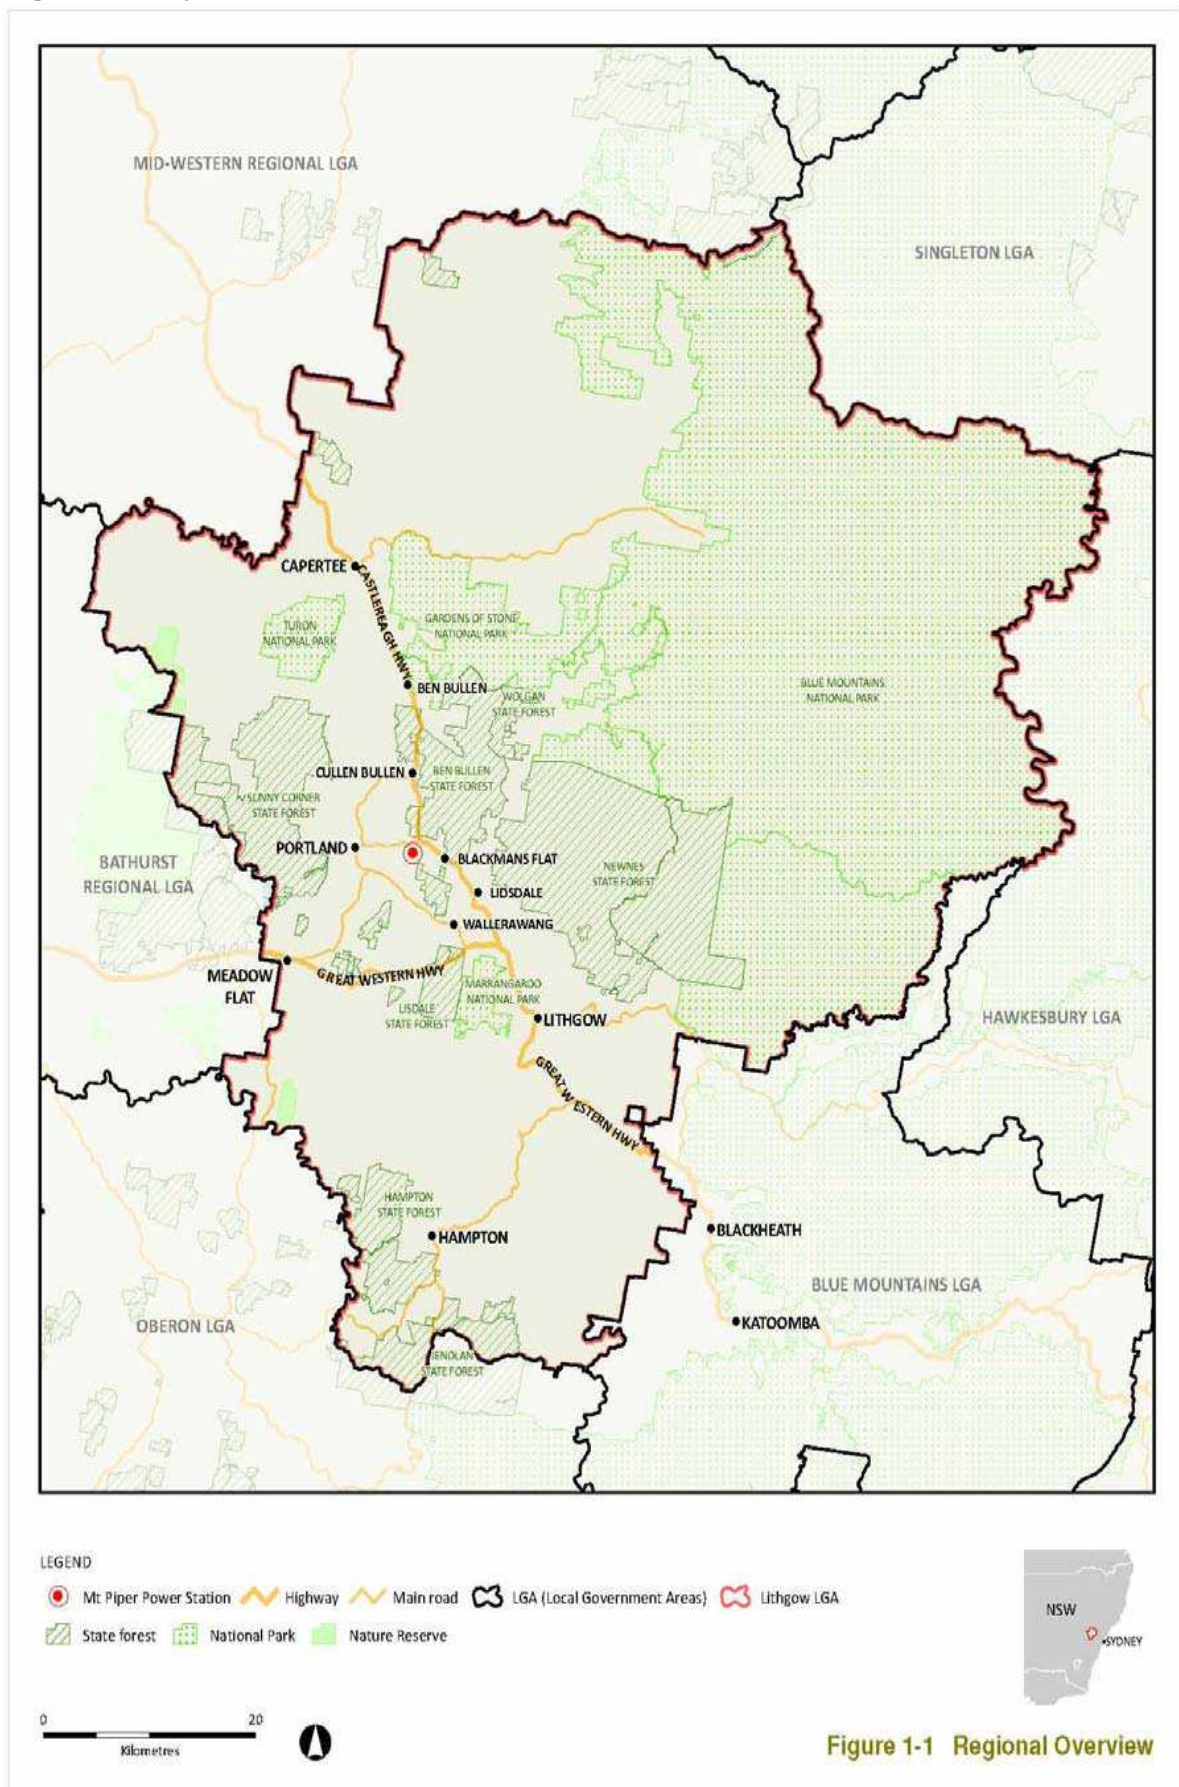 MID-WESTERN REGIONAL LGA
SINGLETON LGA
CAPERTEE
CASTLEREAGH HWY
TURON
NATIONAL PARK
GARDENS OF STONE
NATIONAL PARK
BEN BULLEN
WOLGAN
STATE FOREST
BLUE MOUNTAINS
NATIONAL PARK
CULLEN BULLEN
BEN BULLEN
STATE FOREST
SUNNY CORNER
STATE FOREST
PORTLAND
BLACKMANS FLAT
BATHURST
REGIONAL LGA
NEWNES
STATE FOREST
LIDSDALE
WALLERAWANG
MEADOW
FLAT
GREAT WESTERN HWY
MARRANGAROO
NATIONAL PARK
LISDALE
STATE FOREST
LITHGOW
HAWKESBURY LGA
GREAT WESTERN HWY
HAMPTON
STATE FOREST
HAMPTON
BLACKHEATH
BLUE MOUNTAINS LGA
OBERON LGA
KATOOMBA
JENOLAN
STATE FOREST
LEGEND
Mt Piper Power Station Highway Main road LGA (Local Government Areas) Lithgow LGA
State forest National Park Nature Reserve
NSW
SYDNEY
0 20
Kilometres
Figure 1-1 Regional Overview